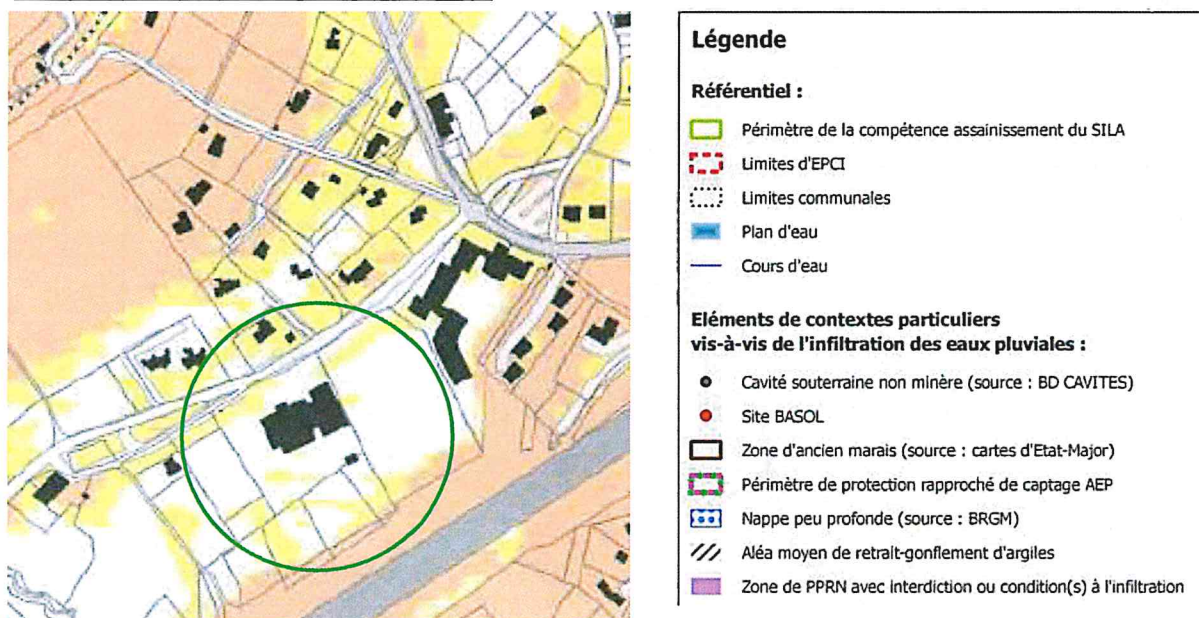 Légende
Référentiel :
Périmètre de la compétence assainissement du SILA
Limites d'EPCI
Limites communales
Plan d'eau
Cours d'eau
Eléments de contextes particuliers
vis-à-vis de l'infiltration des eaux pluviales :
Cavité souterraine non minère (source : BD CAVITES)
Site BASOL
Zone d'ancien marais (source : cartes d'Etat-Major)
Périmètre de protection rapproché de captage AEP
Nappe peu profonde (source : BRGM)
Aléa moyen de retrait-gonflement d'argiles
Zone de PPRN avec interdiction ou condition(s) à l'infiltration